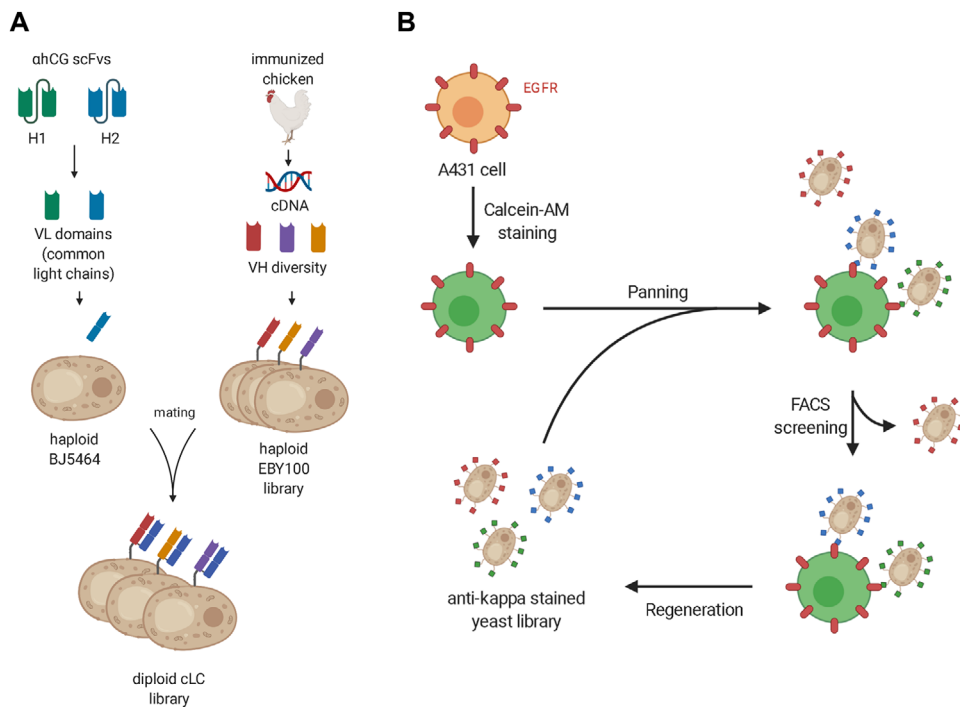 A
αhCG scFvs
H1
H2
VL domains
(common
light chains)
haploid
BJ5464
immunized
chicken
cDNA
VH diversity
haploid
EBY100
library
mating
diploid cLC
library
B
EGFR
A431 cell
Calcein-AM
staining
Panning
FACS
screening
Regeneration
anti-kappa stained
yeast library